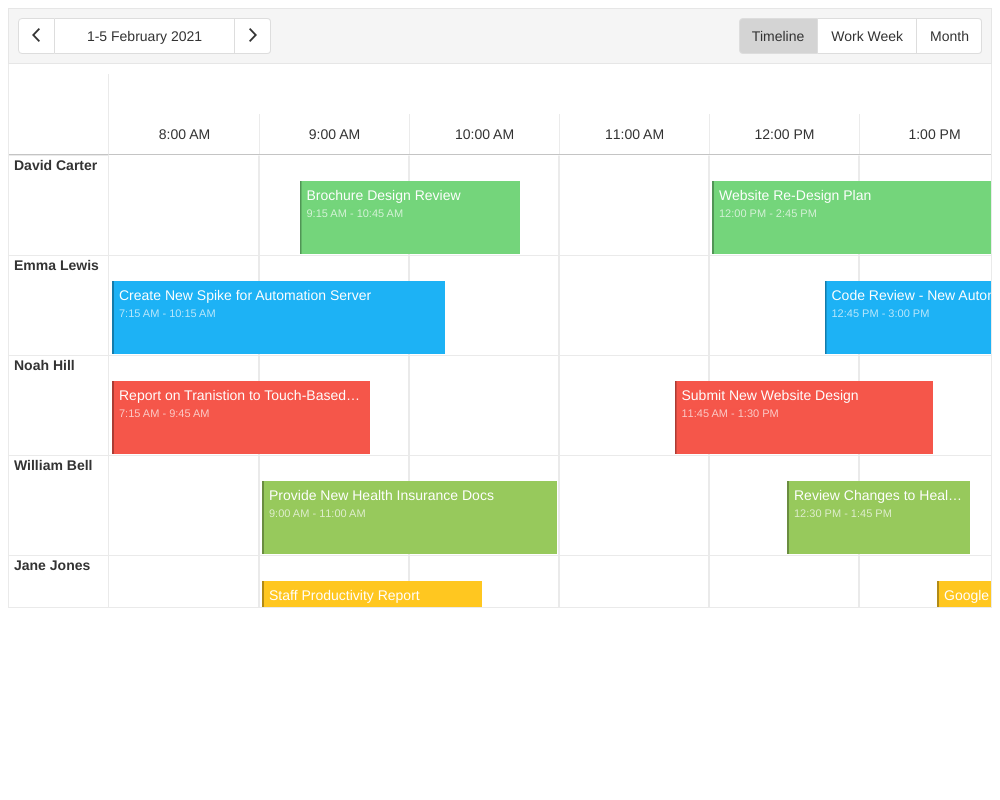 1-5 February 2021
Timeline
Work Week
Month
8:00 AM
9:00 AM
10:00 AM
11:00 AM
12:00 PM
1:00 PM
David Carter
Brochure Design Review
9:15 AM - 10:45 AM
Website Re-Design Plan
12:00 PM - 2:45 PM
Emma Lewis
Create New Spike for Automation Server
7:15 AM - 10:15 AM
Code Review - New Autor
12:45 PM - 3:00 PM
Noah Hill
Report on Tranistion to Touch-Based…
7:15 AM - 9:45 AM
Submit New Website Design
11:45 AM - 1:30 PM
William Bell
Provide New Health Insurance Docs
9:00 AM - 11:00 AM
Review Changes to Heal…
12:30 PM - 1:45 PM
Jane Jones
Staff Productivity Report
Google